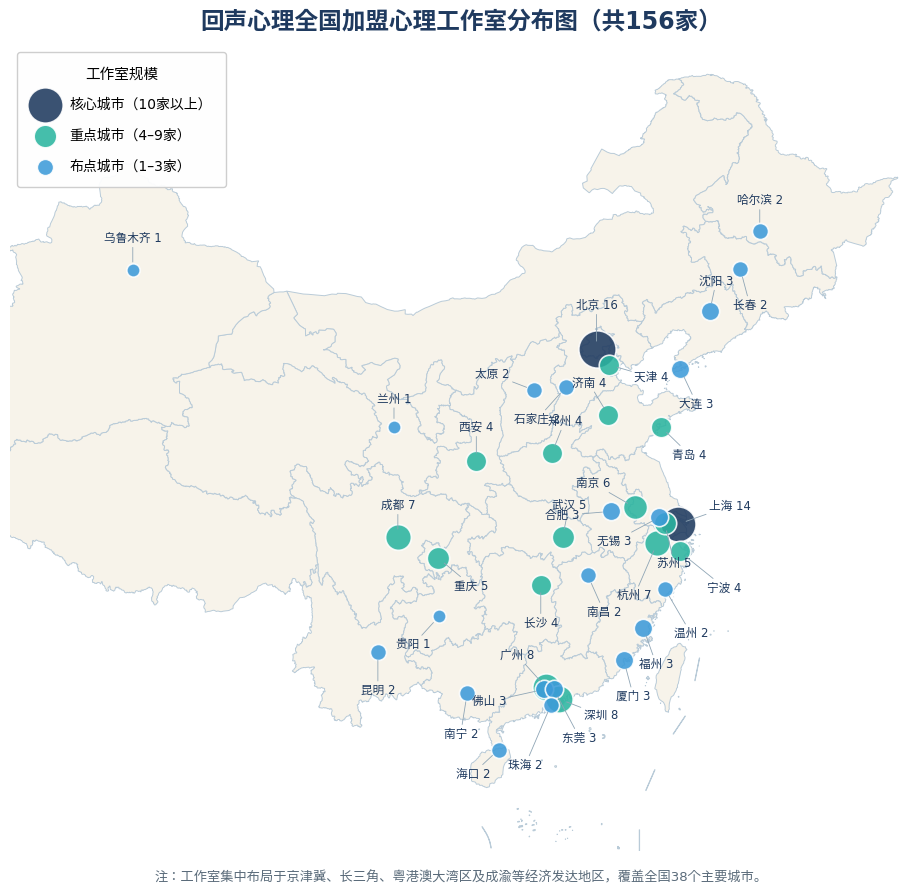 回声心理全国加盟心理工作室分布图（共156家）
工作室规模
核心城市（10家以上）
重点城市（4–9家）
布点城市（1–3家）
哈尔滨 2
乌鲁木齐 1
沈阳 3
长春 2
北京 16
太原 2
济南 4
天津 4
兰州 1
大连 3
石家庄 2
郑州 4
西安 4
青岛 4
南京 6
成都 7
武汉 5
上海 14
合肥 3
无锡 3
苏州 5
重庆 5
杭州 7
宁波 4
南昌 2
长沙 4
温州 2
贵阳 1
广州 8
福州 3
昆明 2
厦门 3
佛山 3
深圳 8
南宁 2
东莞 3
珠海 2
海口 2
注：工作室集中布局于京津冀、长三角、粤港澳大湾区及成渝等经济发达地区，覆盖全国38个主要城市。